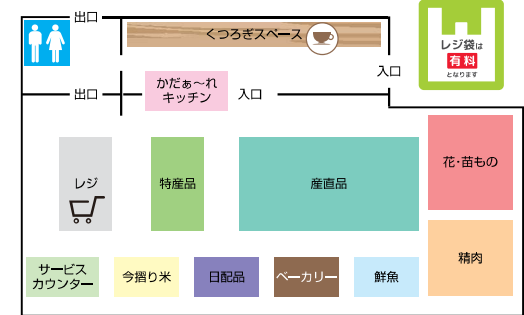 出口
くつろぎスペース
レジ袋は
有料
となります
入口
出口
かだぁ～れ
キッチン
入口
レジ
特産品
産直品
花・苗もの
精肉
サービス
カウンター
今摺り米
日配品
ベーカリー
鮮魚